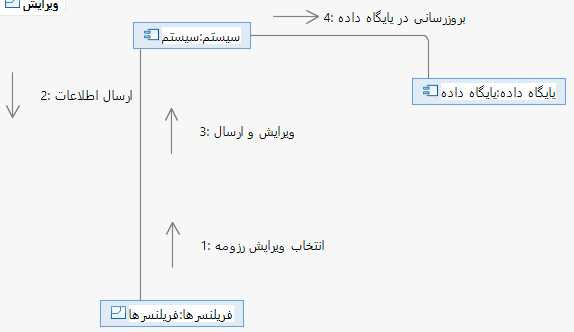 ویرایش
4: بروزرسانی در پایگاه داده
سیستم:سیستم
پایگاه داده:پایگاه داده
2: ارسال اطلاعات
3: ویرایش و ارسال
1: انتخاب ویرایش رزومه
فریلنسرها:فریلنسرها